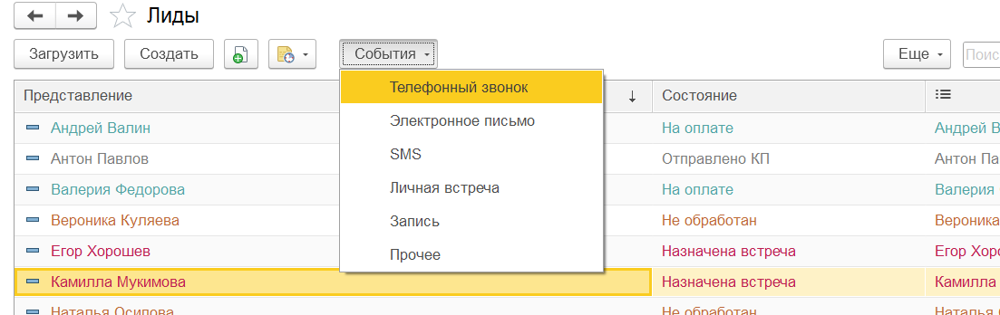 Лиды
Загрузить Создать События Еще Поис
Представление Состояние
Телефонный звонок
Электронное письмо
SMS
Личная встреча
Запись
Прочее
Андрей Валин На оплате Андрей В
Антон Павлов Отправлено КП Антон Па
Валерия Федорова На оплате Валерия
Вероника Куляева Не обработан Вероника
Егор Хорошев Назначена встреча Егор Хоро
Камилла Мукимова Назначена встреча Камилла
Наталья Осипова Не обработан Наталья